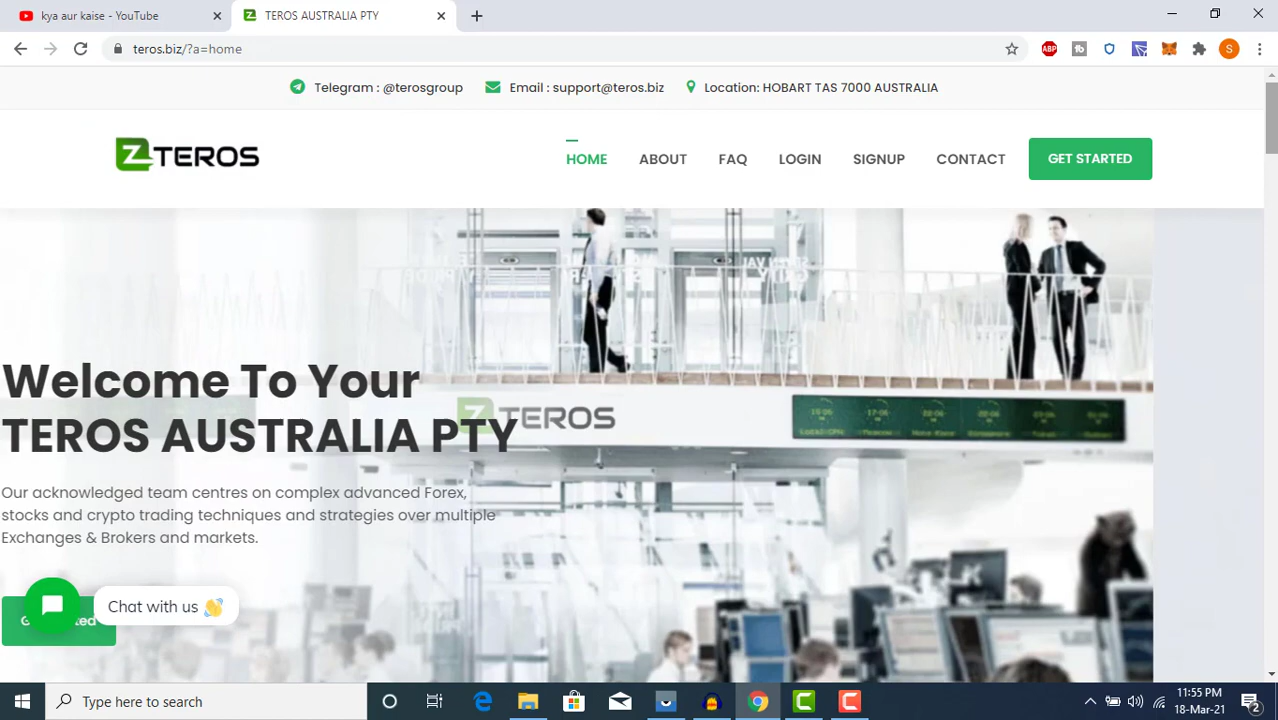 kya aur kaise - YouTube
TEROS AUSTRALIA PTY
teros.biz/?a=home
ABP
S
Telegram : @terosgroup
Email : support@teros.biz
Location: HOBART TAS 7000 AUSTRALIA
Z TEROS
HOME
ABOUT
FAQ
LOGIN
SIGNUP
CONTACT
GET STARTED
Z TEROS
Welcome To Your
TEROS AUSTRALIA PTY
Our acknowledged team centres on complex advanced Forex,
stocks and crypto trading techniques and strategies over multiple
Exchanges & Brokers and markets.
Chat with us 👋
Type here to search
11:55 PM
18-Mar-21
2